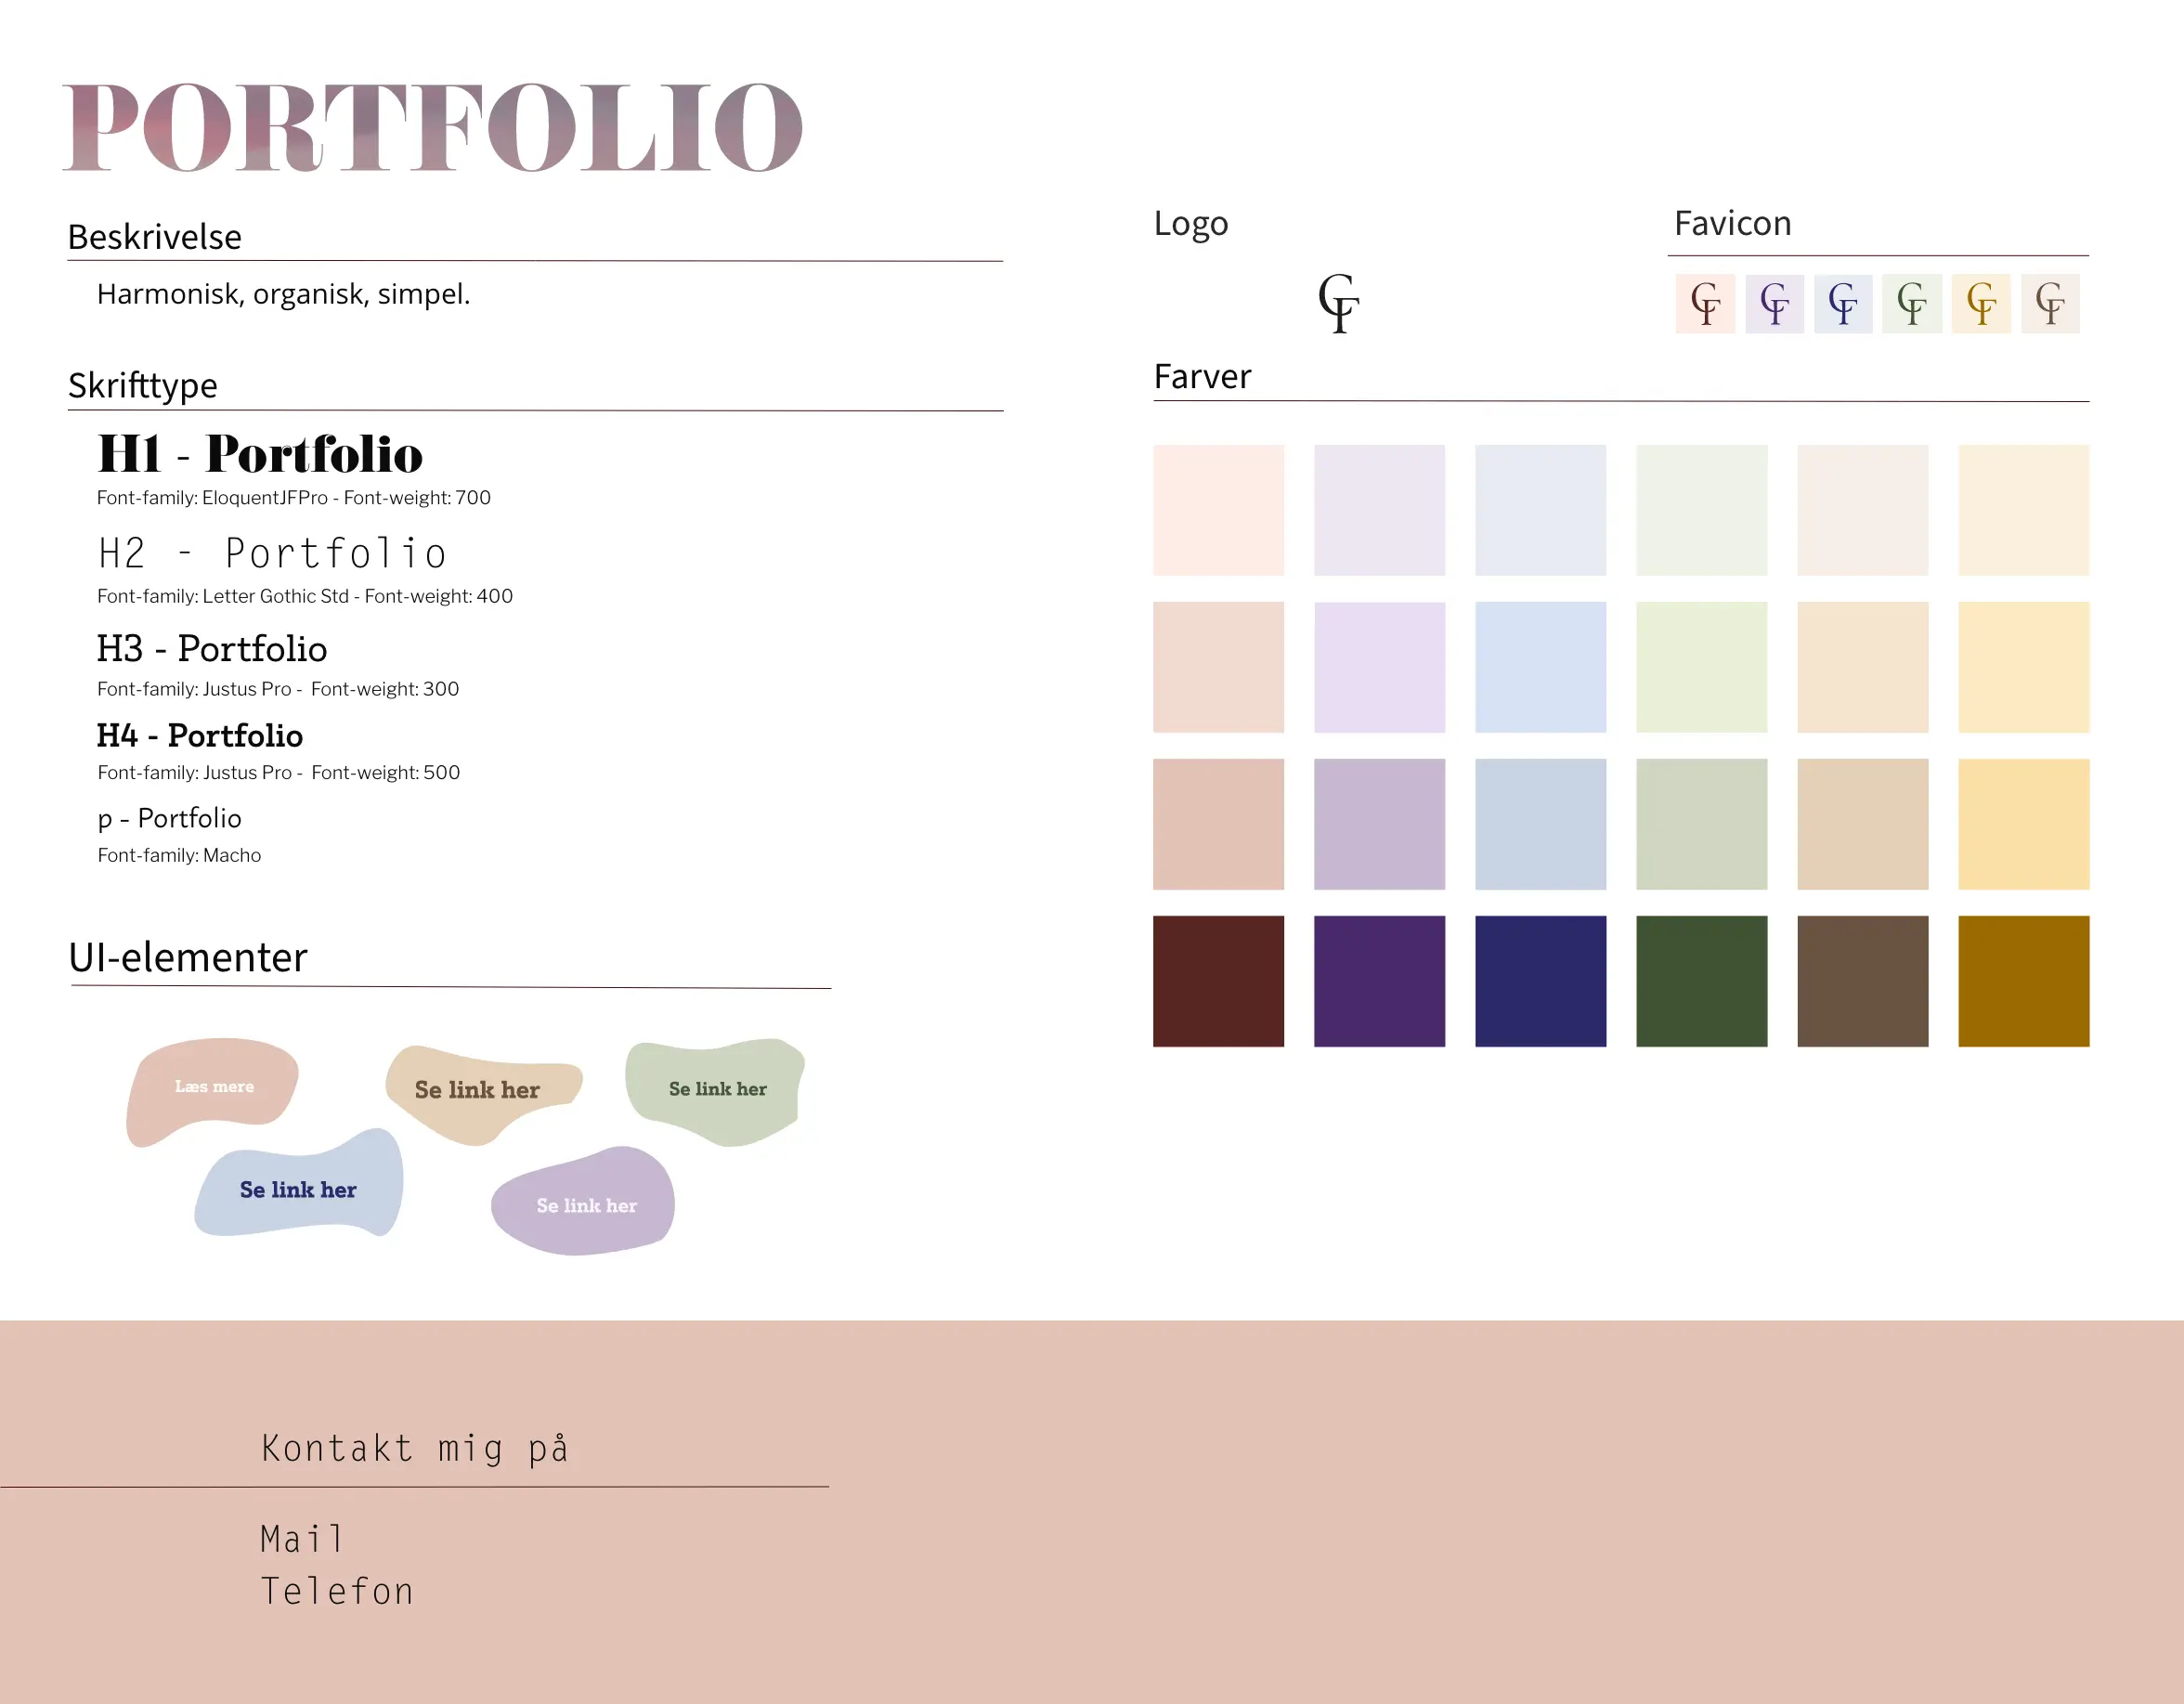 PORTFOLIO
Beskrivelse
Harmonisk, organisk, simpel.
Skrifttype
H1 - Portfolio
Font-family: EloquentJFPro - Font-weight: 700
H2 - Portfolio
Font-family: Letter Gothic Std - Font-weight: 400
H3 - Portfolio
Font-family: Justus Pro - Font-weight: 300
H4 - Portfolio
Font-family: Justus Pro - Font-weight: 500
p - Portfolio
Font-family: Macho
UI-elementer
Læs mere
Se link her
Se link her
Se link her
Se link her
Logo
CF
Favicon
CF CF CF CF CF CF
Farver
Kontakt mig på
Mail
Telefon